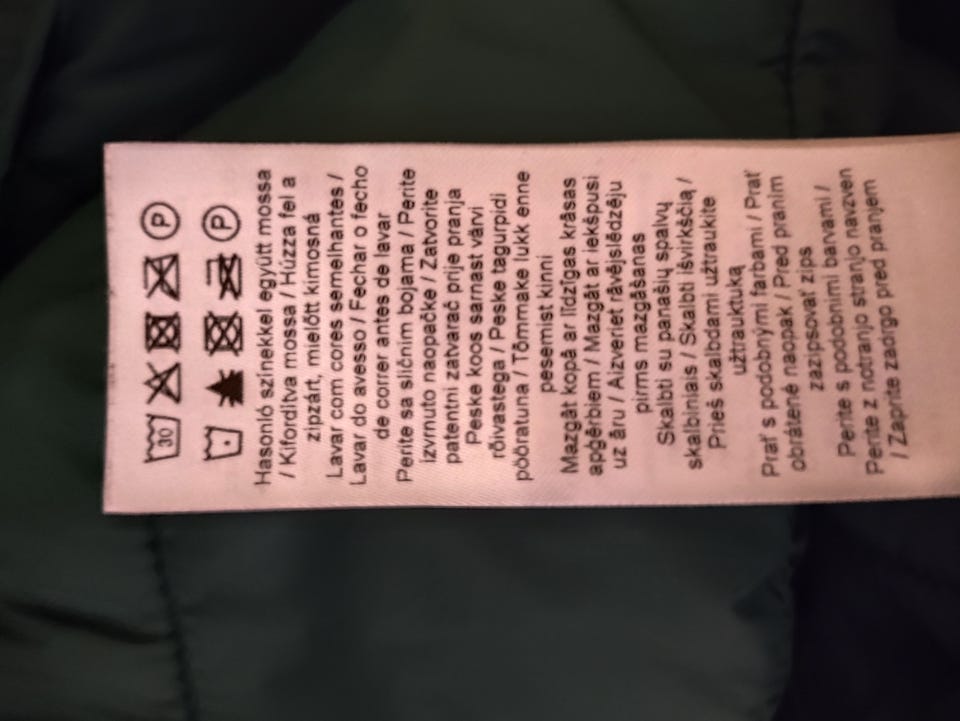 30 P
P
Hasonló színekkel együtt mossa
/ Kifordítva mossa / Húzza fel a
zipzárt, mielőtt kimosná
Lavar com cores semelhantes /
Lavar do avesso / Fechar o fecho
de correr antes de lavar
Perite sa sličnim bojama / Perite
izvrnuto naopačke / Zatvorite
patentni zatvarač prije pranja
Peske koos sarnast värvi
rõivastega / Peske tagurpidi
pööratuna / Tõmmake lukk enne
pesemist kinni
Mazgāt kopā ar līdzīgas krāsas
apģērbiem / Mazgāt ar iekšpusi
uz āru / Aizveriet rāvējslēdzēju
pirms mazgāšanas
Skalbti su panašių spalvų
skalbiniais / Skalbti išvirkščią /
Prieš skalbdami užtraukite
užtrauktuką
Prať s podobnými farbami / Prať
obrátené naopak / Pred praním
zazipsovať zips
Perite s podobnimi barvami /
Perite z notranjo stranjo navzven
/ Zaprite zadrgo pred pranjem